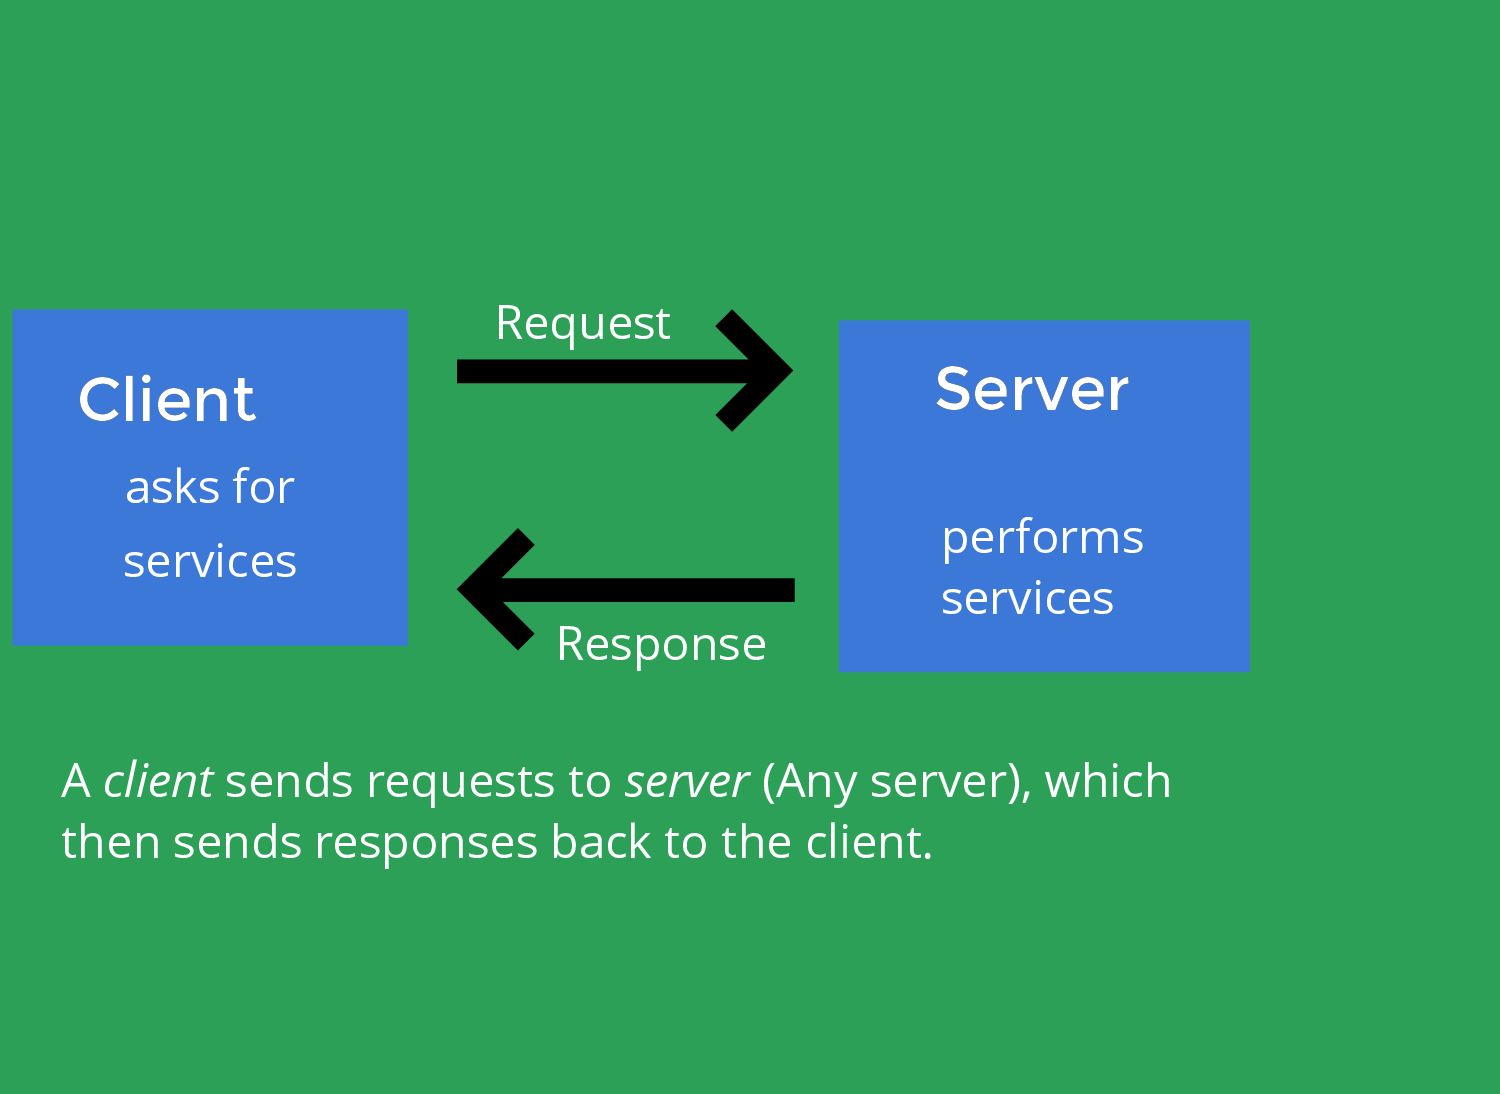 Request
Client
asks for
services
Server
performs
services
Response
A client sends requests to server (Any server), which
then sends responses back to the client.